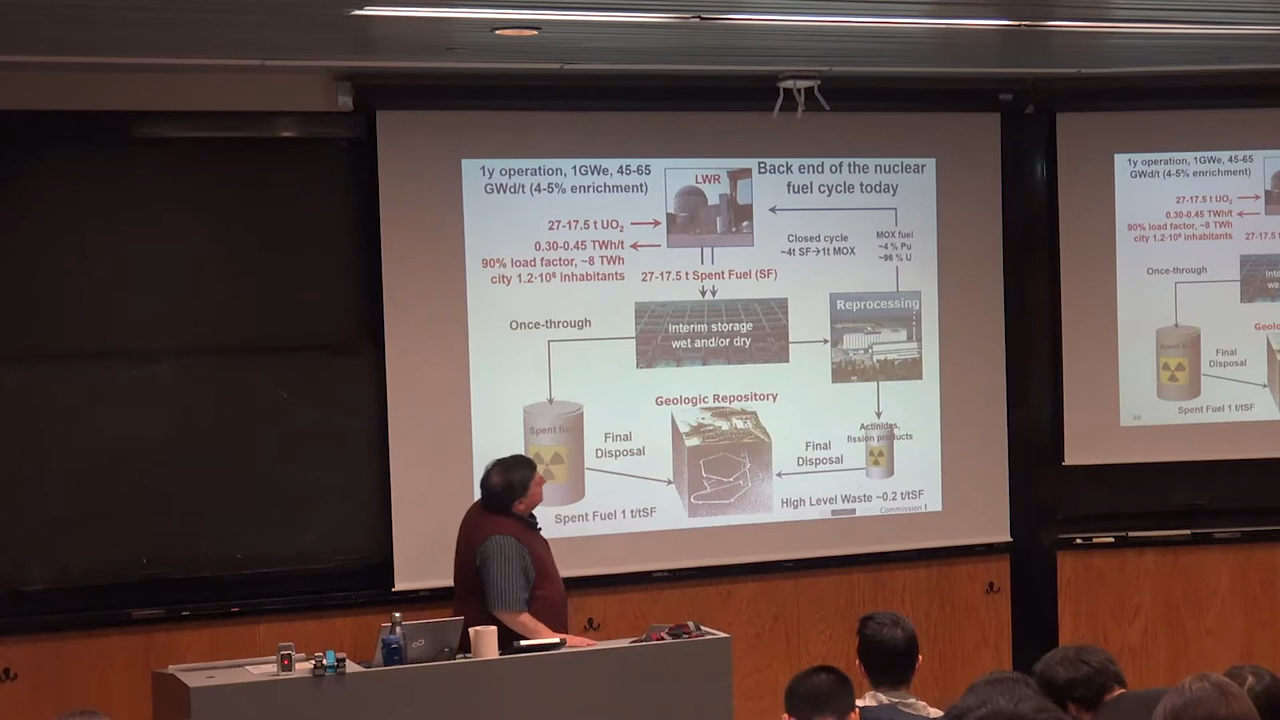 1y operation, 1GWe, 45-65
GWd/t (4-5% enrichment)
LWR
Back end of the nuclear
fuel cycle today
27-17.5 t UO₂
0.30-0.45 TWh/t
90% load factor, ~8 TWh
city 1.2·10⁶ inhabitants
27-17.5 t Spent Fuel (SF)
Closed cycle
~4t SF→1t MOX
MOX fuel
~4 % Pu
~96 % U
Once-through
Interim storage
wet and/or dry
Reprocessing
Geologic Repository
Spent fuel
Final
Disposal
Final
Disposal
Actinides,
fission products
Spent Fuel 1 t/tSF
High Level Waste ~0.2 t/tSF
Commission
1y operation, 1GWe, 45-65
GWd/t (4-5% enrichment)
27-17.5 t UO₂
0.30-0.45 TWh/t
90% load factor, ~8 TWh
city 1.2·10⁶ inhabitants
27-17.5 t
Once-through
Final
Disposal
Spent Fuel 1 t/tSF